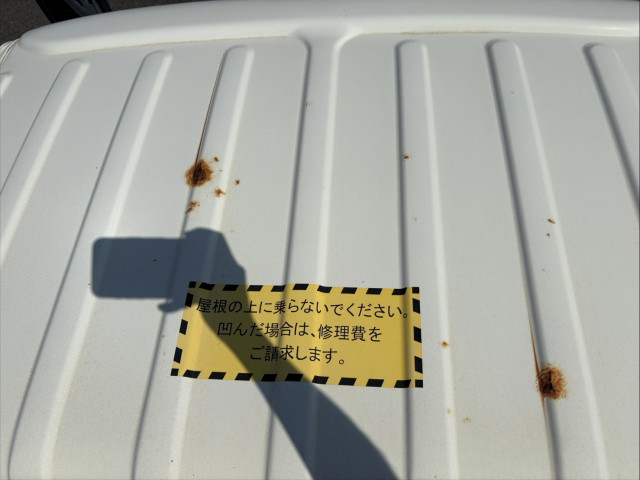 屋根の上に乗らないでください。
凹んだ場合は、修理費を
ご請求します。